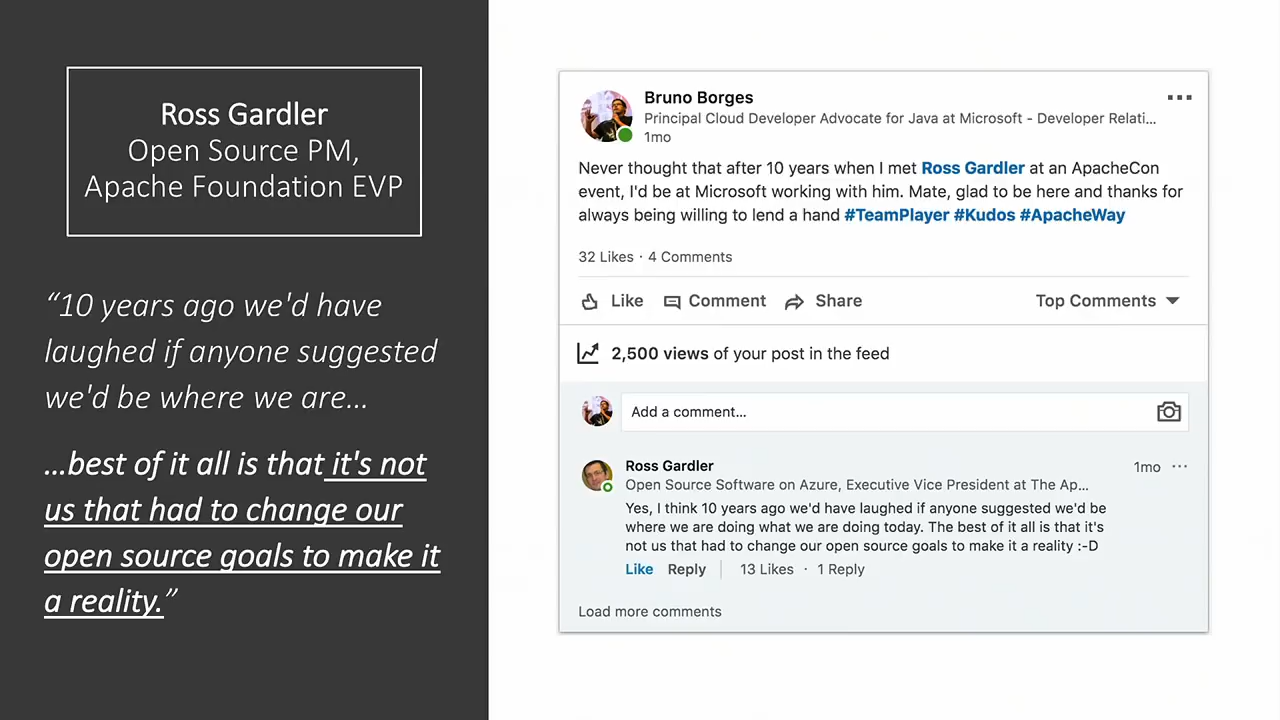 Ross Gardler
Open Source PM,
Apache Foundation EVP
“10 years ago we'd have
laughed if anyone suggested
we'd be where we are…
…best of it all is that it's not
us that had to change our
open source goals to make it
a reality.”
Bruno Borges
Principal Cloud Developer Advocate for Java at Microsoft - Developer Relati...
1mo
Never thought that after 10 years when I met Ross Gardler at an ApacheCon
event, I'd be at Microsoft working with him. Mate, glad to be here and thanks for
always being willing to lend a hand #TeamPlayer #Kudos #ApacheWay
32 Likes · 4 Comments
Like Comment Share Top Comments
2,500 views of your post in the feed
Add a comment...
Ross Gardler 1mo
Open Source Software on Azure, Executive Vice President at The Ap...
Yes, I think 10 years ago we'd have laughed if anyone suggested we'd be
where we are doing what we are doing today. The best of it all is that it's
not us that had to change our open source goals to make it a reality :-D
Like Reply 13 Likes · 1 Reply
Load more comments